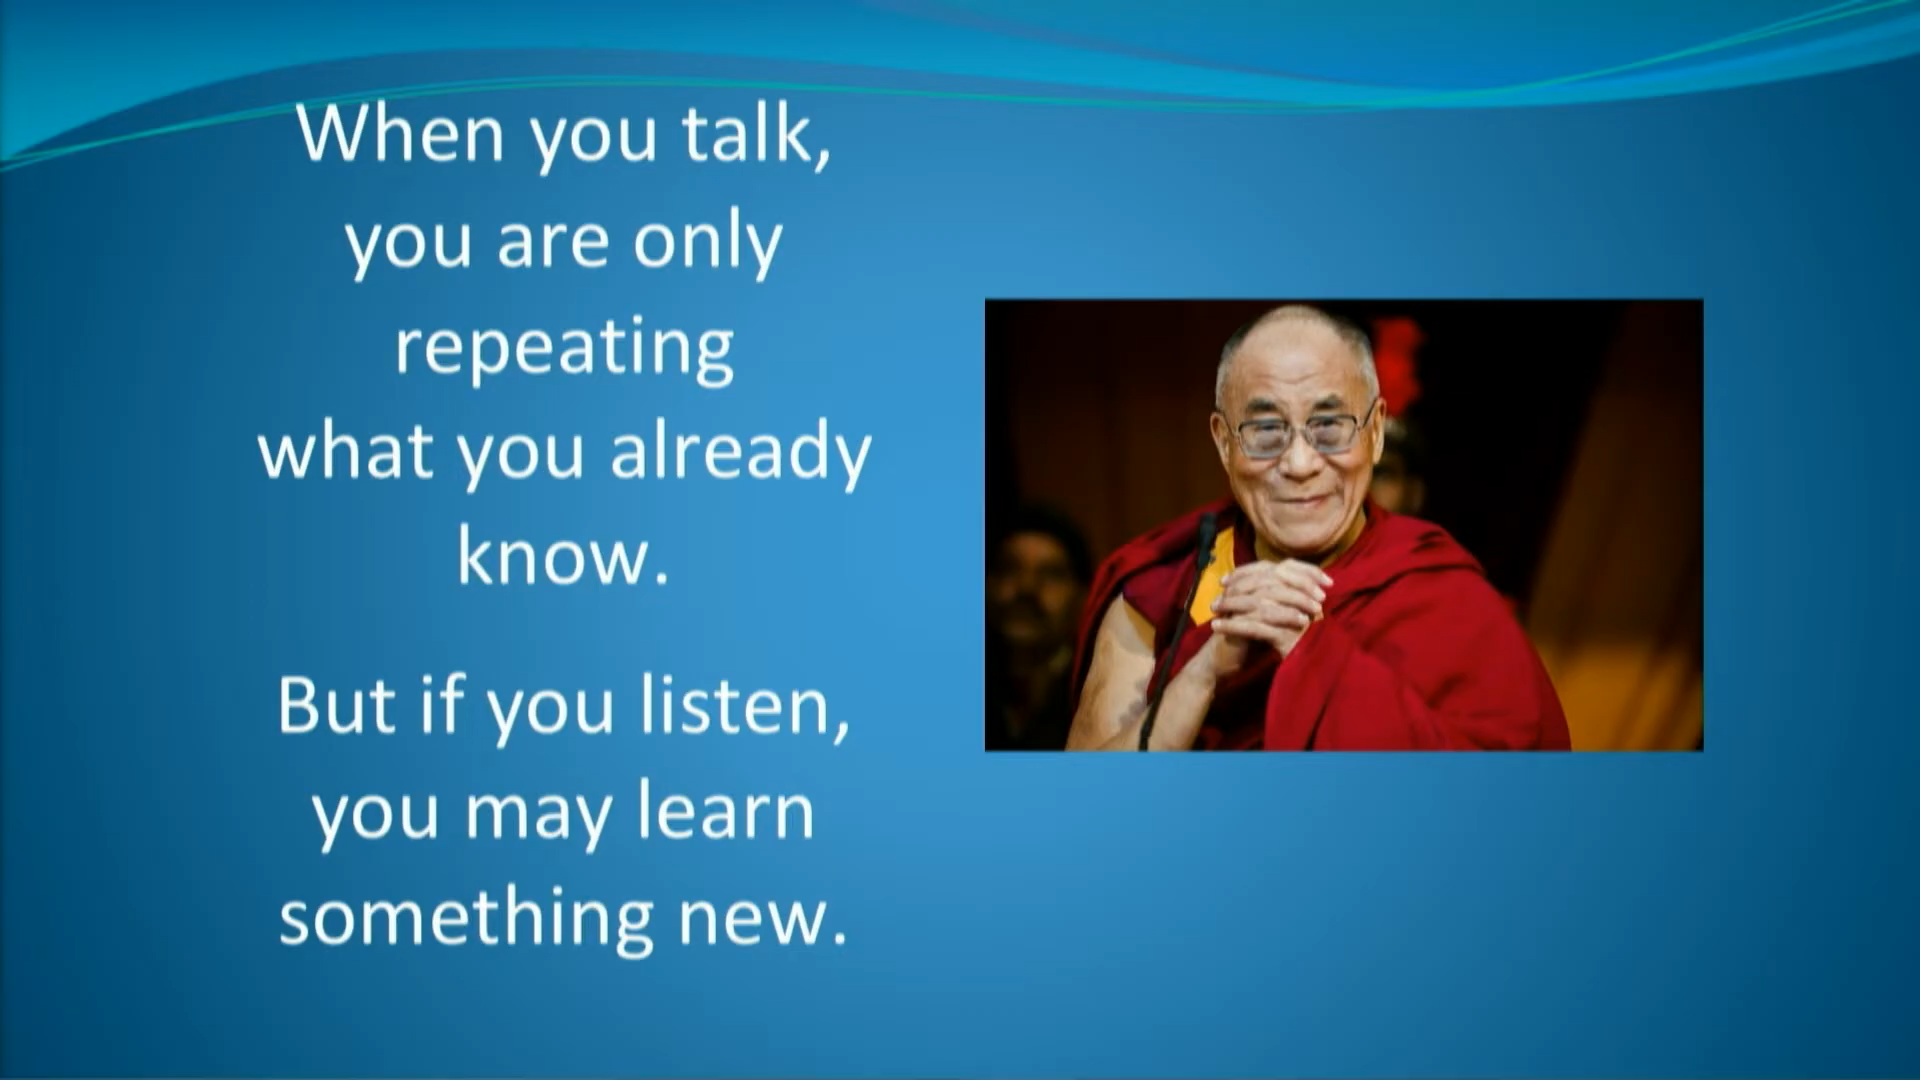 When you talk,
you are only
repeating
what you already
know.
But if you listen,
you may learn
something new.